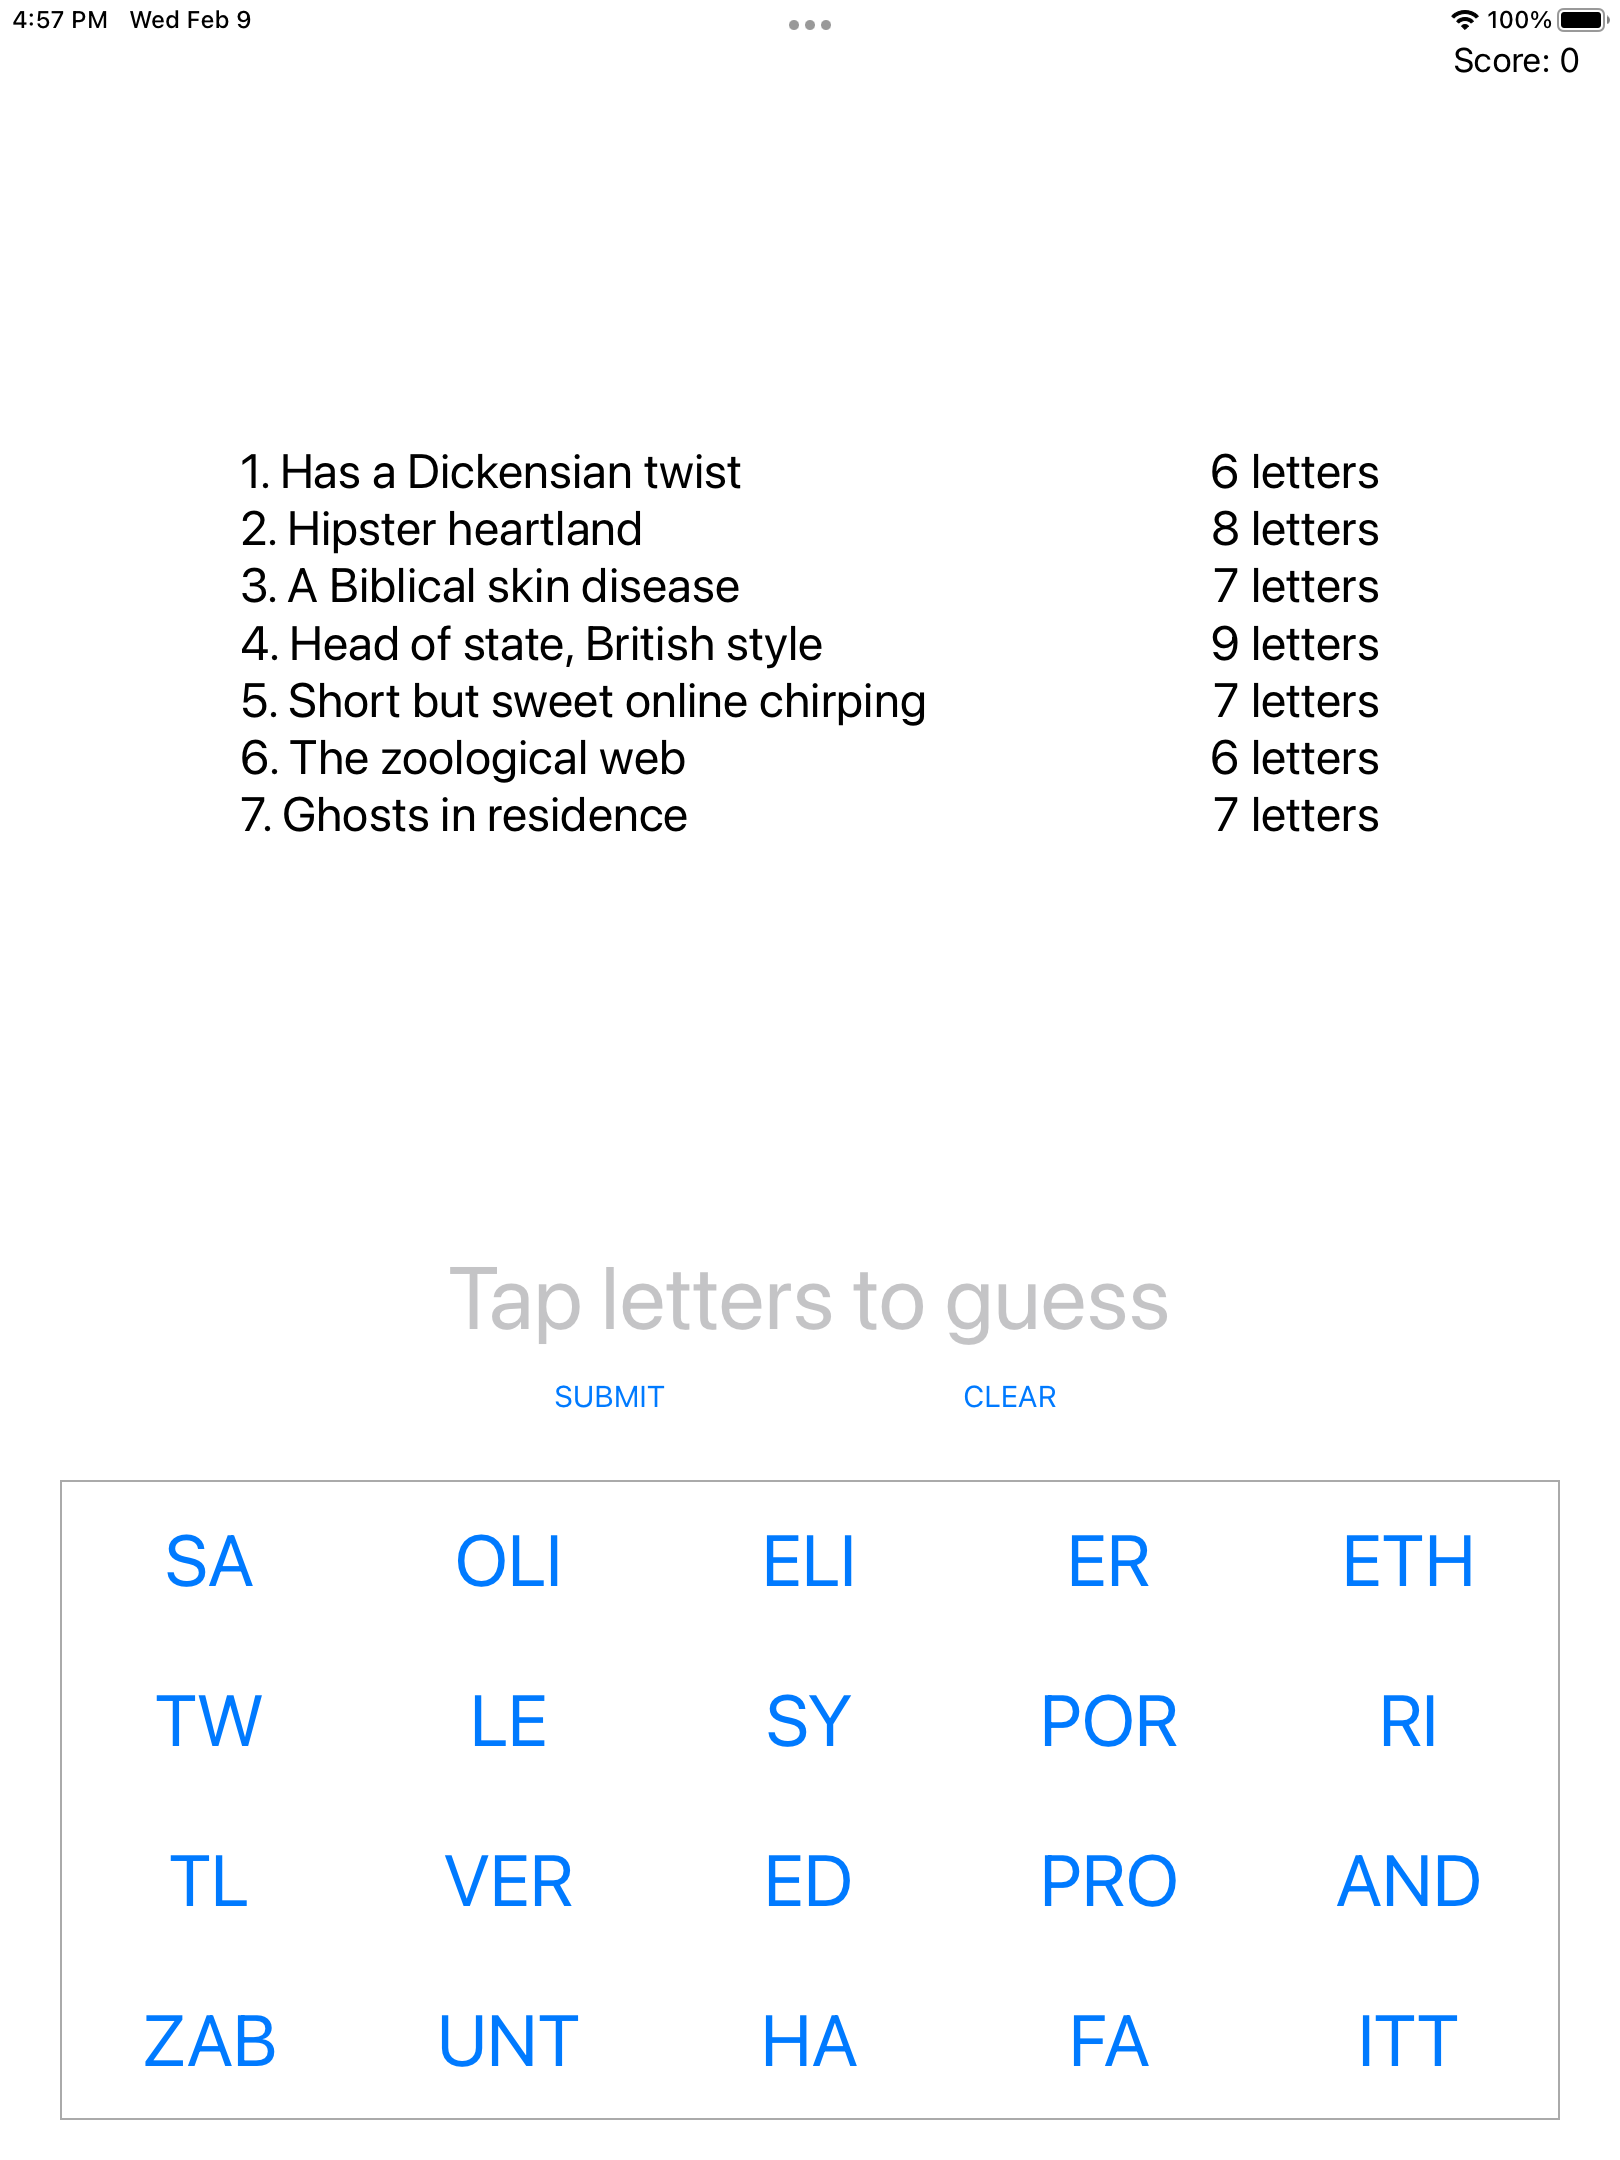 4:57 PM Wed Feb 9
100%
Score: 0
1. Has a Dickensian twist 6 letters
2. Hipster heartland 8 letters
3. A Biblical skin disease 7 letters
4. Head of state, British style 9 letters
5. Short but sweet online chirping 7 letters
6. The zoological web 6 letters
7. Ghosts in residence 7 letters
Tap letters to guess
SUBMIT CLEAR
SA OLI ELI ER ETH
TW LE SY POR RI
TL VER ED PRO AND
ZAB UNT HA FA ITT